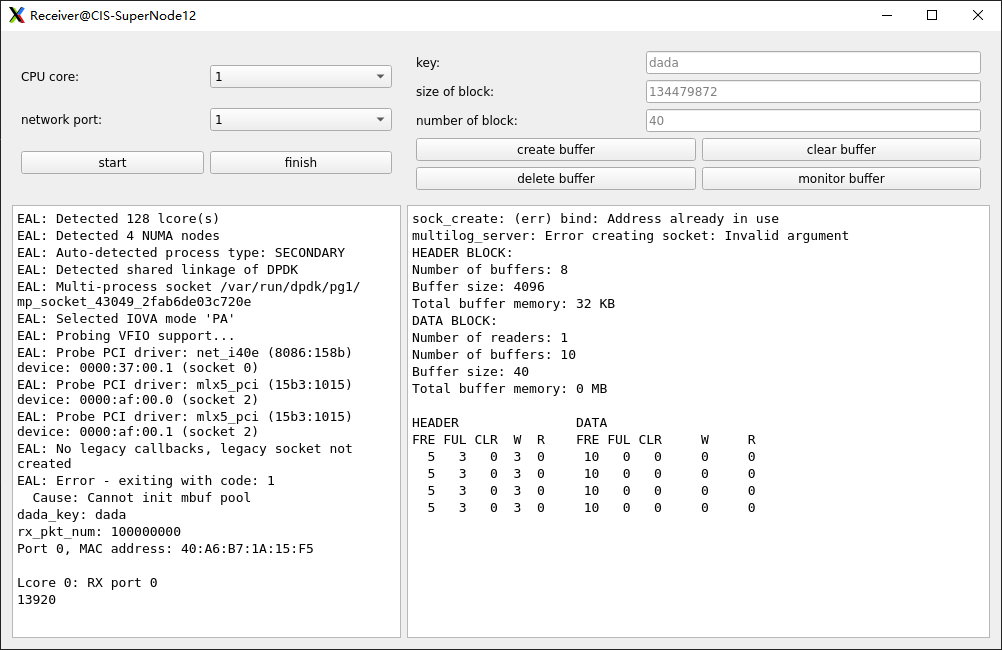 Receiver@CIS-SuperNode12
CPU core:
1
network port:
1
start
finish
key:
dada
size of block:
134479872
number of block:
40
create buffer
clear buffer
delete buffer
monitor buffer
EAL: Detected 128 lcore(s)
EAL: Detected 4 NUMA nodes
EAL: Auto-detected process type: SECONDARY
EAL: Detected shared linkage of DPDK
EAL: Multi-process socket /var/run/dpdk/pg1/
mp_socket_43049_2fab6de03c720e
EAL: Selected IOVA mode 'PA'
EAL: Probing VFIO support...
EAL: Probe PCI driver: net_i40e (8086:158b)
device: 0000:37:00.1 (socket 0)
EAL: Probe PCI driver: mlx5_pci (15b3:1015)
device: 0000:af:00.0 (socket 2)
EAL: Probe PCI driver: mlx5_pci (15b3:1015)
device: 0000:af:00.1 (socket 2)
EAL: No legacy callbacks, legacy socket not
created
EAL: Error - exiting with code: 1
Cause: Cannot init mbuf pool
dada_key: dada
rx_pkt_num: 100000000
Port 0, MAC address: 40:A6:B7:1A:15:F5
Lcore 0: RX port 0
13920
sock_create: (err) bind: Address already in use
multilog_server: Error creating socket: Invalid argument
HEADER BLOCK:
Number of buffers: 8
Buffer size: 4096
Total buffer memory: 32 KB
DATA BLOCK:
Number of readers: 1
Number of buffers: 10
Buffer size: 40
Total buffer memory: 0 MB
HEADER DATA
FRE FUL CLR W R FRE FUL CLR W R
5 3 0 3 0 10 0 0 0 0
5 3 0 3 0 10 0 0 0 0
5 3 0 3 0 10 0 0 0 0
5 3 0 3 0 10 0 0 0 0